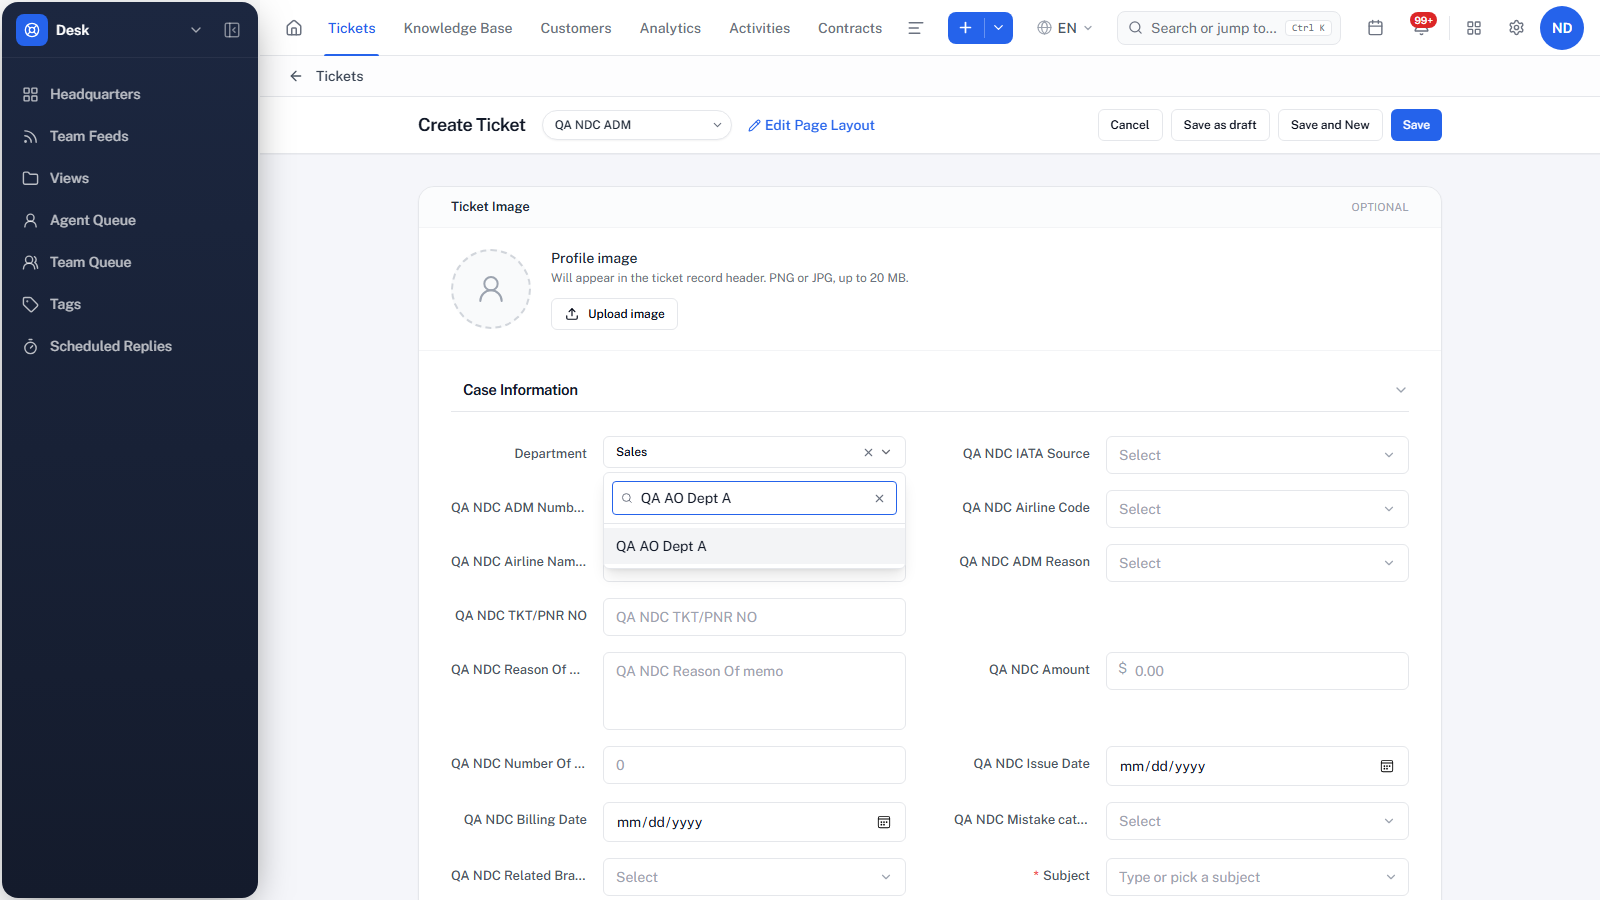 Desk
Headquarters
Team Feeds
Views
Agent Queue
Team Queue
Tags
Scheduled Replies
Tickets
Knowledge Base
Customers
Analytics
Activities
Contracts
EN
Search or jump to...
Ctrl K
99+
ND
Tickets
Create Ticket
QA NDC ADM
Edit Page Layout
Cancel
Save as draft
Save and New
Save
Ticket Image
OPTIONAL
Profile image
Will appear in the ticket record header. PNG or JPG, up to 20 MB.
Upload image
Case Information
Department
Sales
QA NDC IATA Source
Select
QA AO Dept A
QA AO Dept A
QA NDC ADM Numb...
QA NDC Airline Code
Select
QA NDC Airline Nam...
QA NDC ADM Reason
Select
QA NDC TKT/PNR NO
QA NDC TKT/PNR NO
QA NDC Reason Of ...
QA NDC Reason Of memo
QA NDC Amount
$ 0.00
QA NDC Number Of ...
0
QA NDC Issue Date
mm/dd/yyyy
QA NDC Billing Date
mm/dd/yyyy
QA NDC Mistake cat...
Select
QA NDC Related Bra...
Select
* Subject
Type or pick a subject